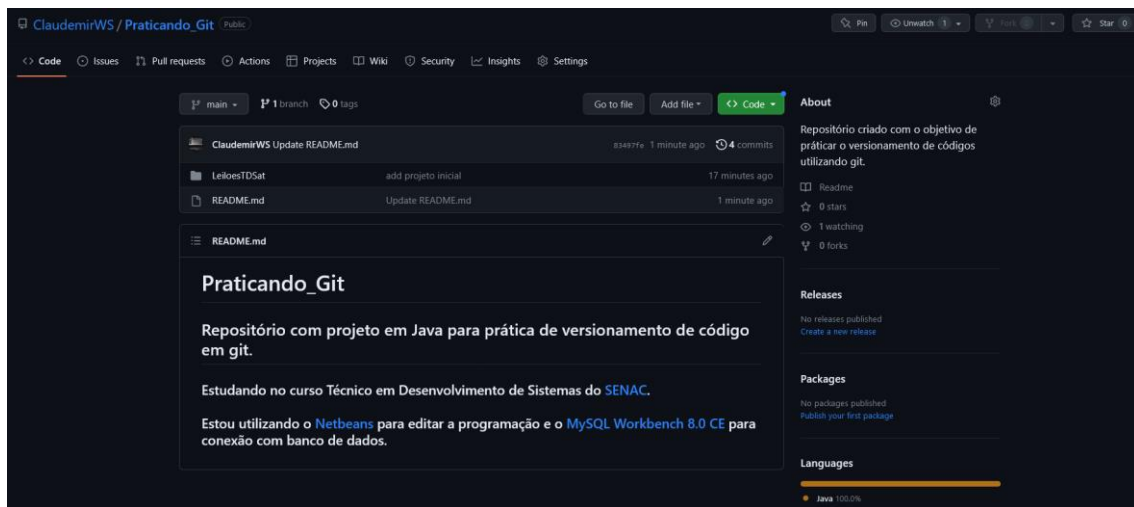 ClaudemirWS / Praticando_Git Public
Pin
Unwatch 1
Fork 0
Star 0
<> Code
Issues
Pull requests
Actions
Projects
Wiki
Security
Insights
Settings
main
1 branch
0 tags
Go to file
Add file
<> Code
ClaudemirWS Update README.md
83497fe 1 minute ago
4 commits
LeiloesTDSat
add projeto inicial
17 minutes ago
README.md
Update README.md
1 minute ago
README.md
Praticando_Git
Repositório com projeto em Java para prática de versionamento de código
em git.
Estudando no curso Técnico em Desenvolvimento de Sistemas do SENAC.
Estou utilizando o Netbeans para editar a programação e o MySQL Workbench 8.0 CE para
conexão com banco de dados.
About
Repositório criado com o objetivo de
práticar o versionamento de códigos
utilizando git.
Readme
0 stars
1 watching
0 forks
Releases
No releases published
Create a new release
Packages
No packages published
Publish your first package
Languages
Java 100.0%